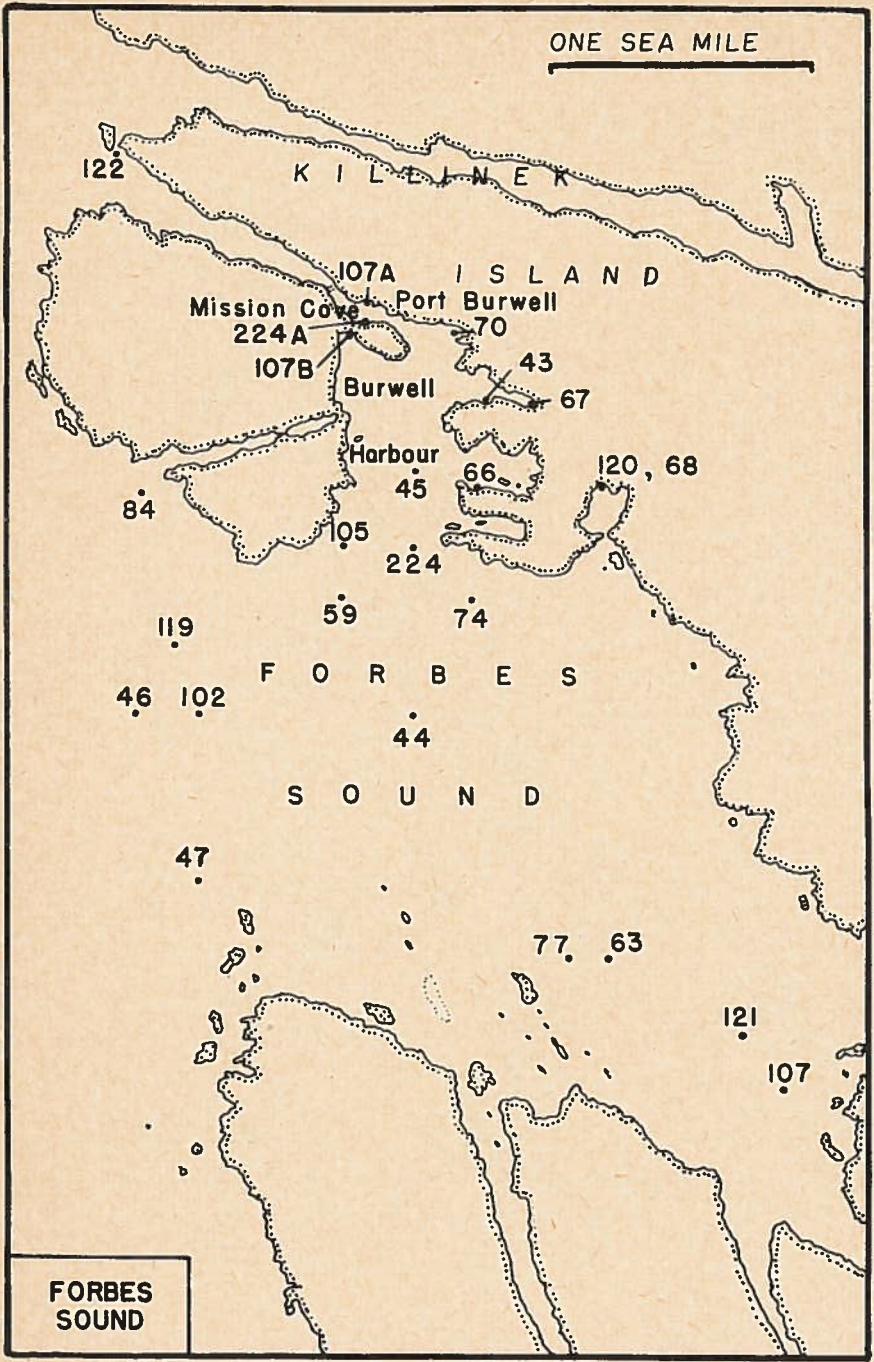 ONE SEA MILE
122
KILLINEK
ISLAND
107A
Mission Cove
Port Burwell
224A
70
107B
43
Burwell
67
Harbour
66
120, 68
45
84
105
224
59
74
119
FORBES
46
102
44
SOUND
47
77
63
121
107
FORBES
SOUND